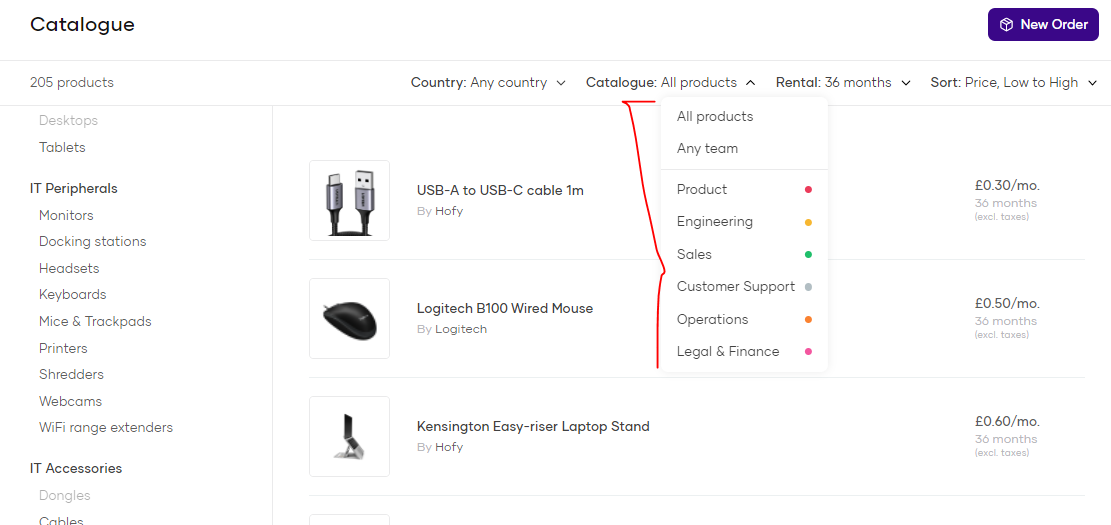 Catalogue
New Order
205 products
Country: Any country
Catalogue: All products
Rental: 36 months
Sort: Price, Low to High
All products
Any team
Product
Engineering
Sales
Customer Support
Operations
Legal & Finance
Desktops
Tablets
IT Peripherals
Monitors
Docking stations
Headsets
Keyboards
Mice & Trackpads
Printers
Shredders
Webcams
WiFi range extenders
IT Accessories
Dongles
Cables
USB-A to USB-C cable 1m
By Hofy
£0.30/mo.
36 months
(excl. taxes)
Logitech B100 Wired Mouse
By Logitech
£0.50/mo.
36 months
(excl. taxes)
Kensington Easy-riser Laptop Stand
By Hofy
£0.60/mo.
36 months
(excl. taxes)